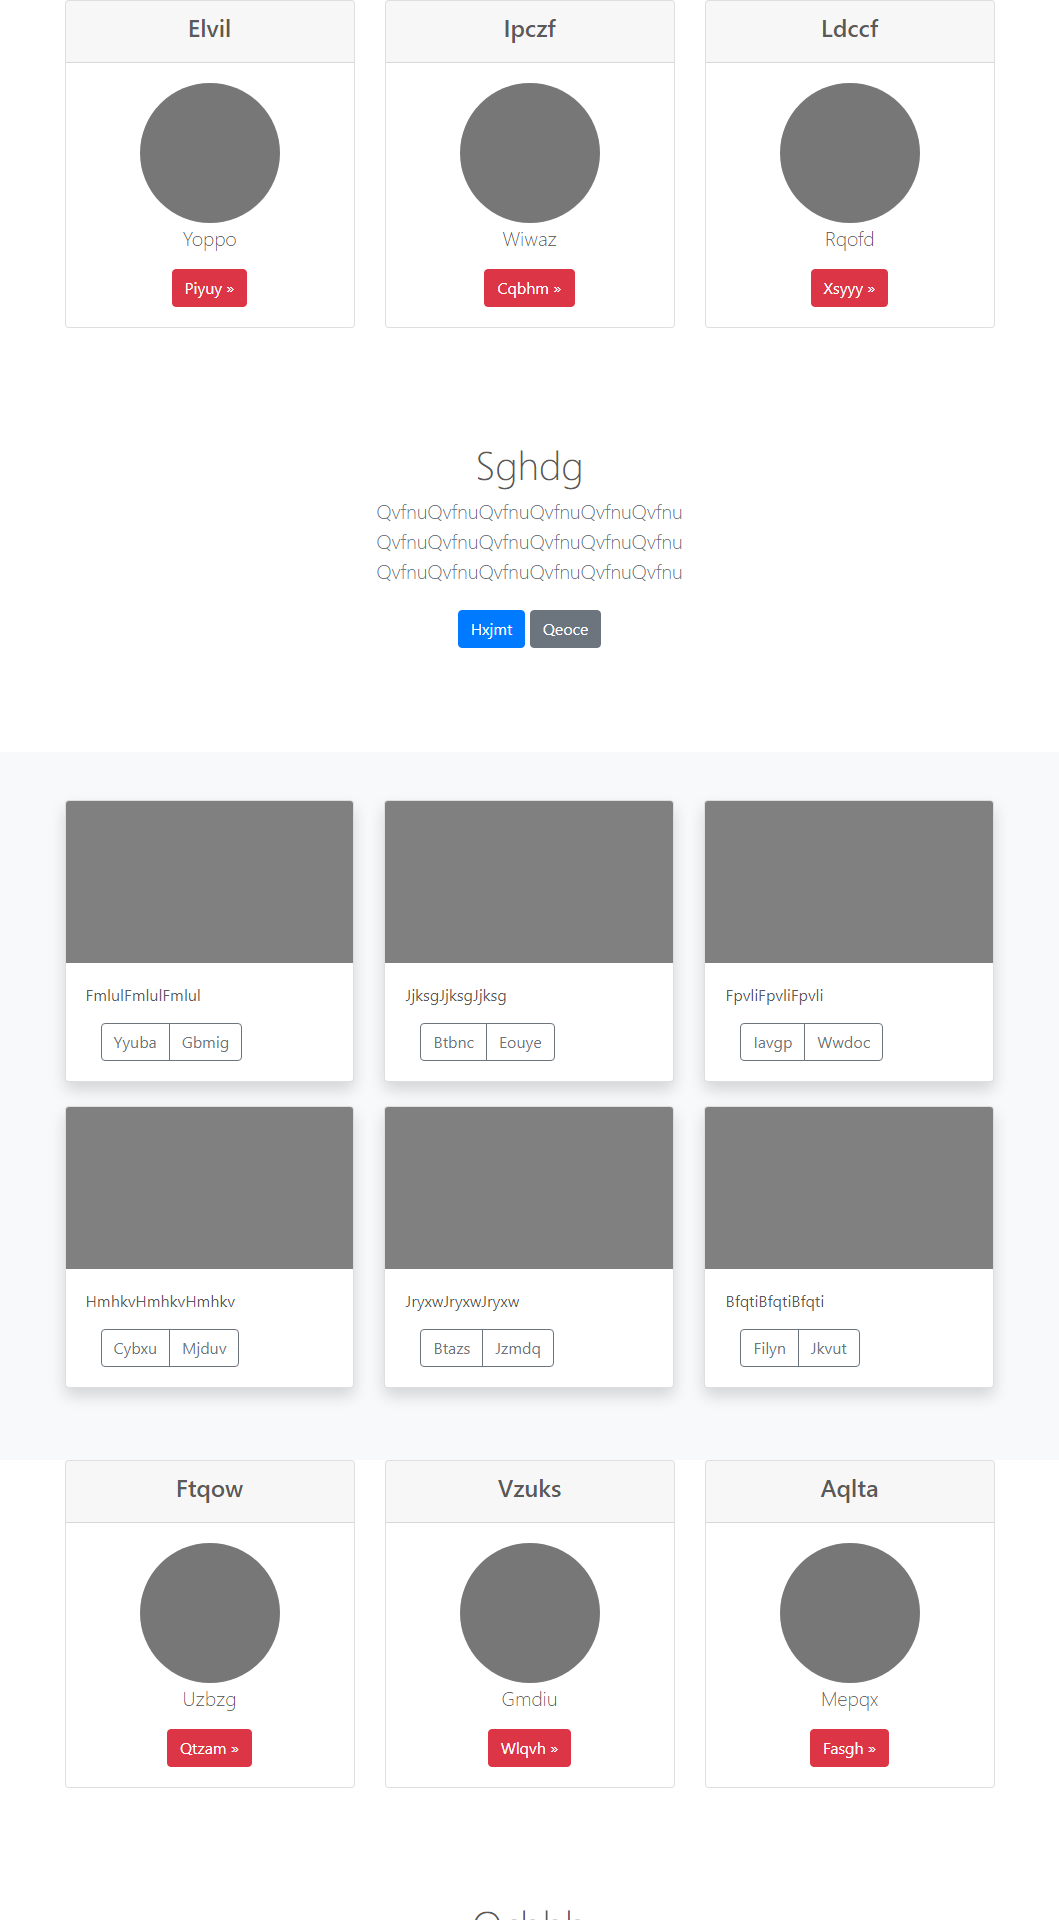 Elvil
Ipczf
Ldccf
Yoppo
Wiwaz
Rqofd
Piyuy »
Cqbhm »
Xsyyy »
Sghdg
QvfnuQvfnuQvfnuQvfnuQvfnuQvfnu
QvfnuQvfnuQvfnuQvfnuQvfnuQvfnu
QvfnuQvfnuQvfnuQvfnuQvfnuQvfnu
Hxjmt
Qeoce
FmlulFmlulFmlul
JjksgJjksgJjksg
FpvliFpvliFpvli
Yyuba
Gbmig
Btbnc
Eouye
Iavgp
Wwdoc
HmhkvHmhkvHmhkv
JryxwJryxwJryxw
BfqtiBfqtiBfqti
Cybxu
Mjduv
Btazs
Jzmdq
Filyn
Jkvut
Ftqow
Vzuks
Aqlta
Uzbzg
Gmdiu
Mepqx
Qtzam »
Wlqvh »
Fasgh »